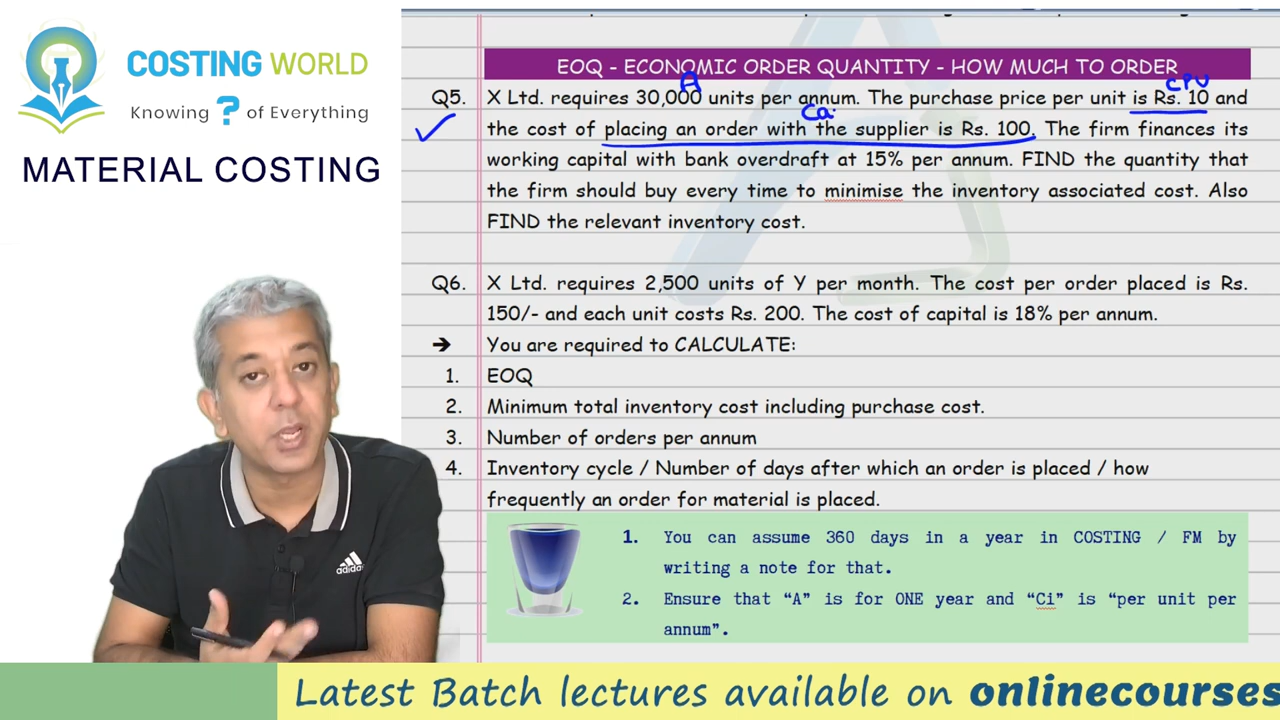 COSTING WORLD
Knowing ? of Everything
MATERIAL COSTING
EOQ - ECONOMIC ORDER QUANTITY - HOW MUCH TO ORDER
A
CPU
Q5. X Ltd. requires 30,000 units per annum. The purchase price per unit is Rs. 10 and
Ca
the cost of placing an order with the supplier is Rs. 100. The firm finances its
working capital with bank overdraft at 15% per annum. FIND the quantity that
the firm should buy every time to minimise the inventory associated cost. Also
FIND the relevant inventory cost.
Q6. X Ltd. requires 2,500 units of Y per month. The cost per order placed is Rs.
150/- and each unit costs Rs. 200. The cost of capital is 18% per annum.
➔ You are required to CALCULATE:
1. EOQ
2. Minimum total inventory cost including purchase cost.
3. Number of orders per annum
4. Inventory cycle / Number of days after which an order is placed / how
frequently an order for material is placed.
1. You can assume 360 days in a year in COSTING / FM by
writing a note for that.
2. Ensure that “A” is for ONE year and “Ci” is “per unit per
annum”.
adidas
Latest Batch lectures available on onlinecourses